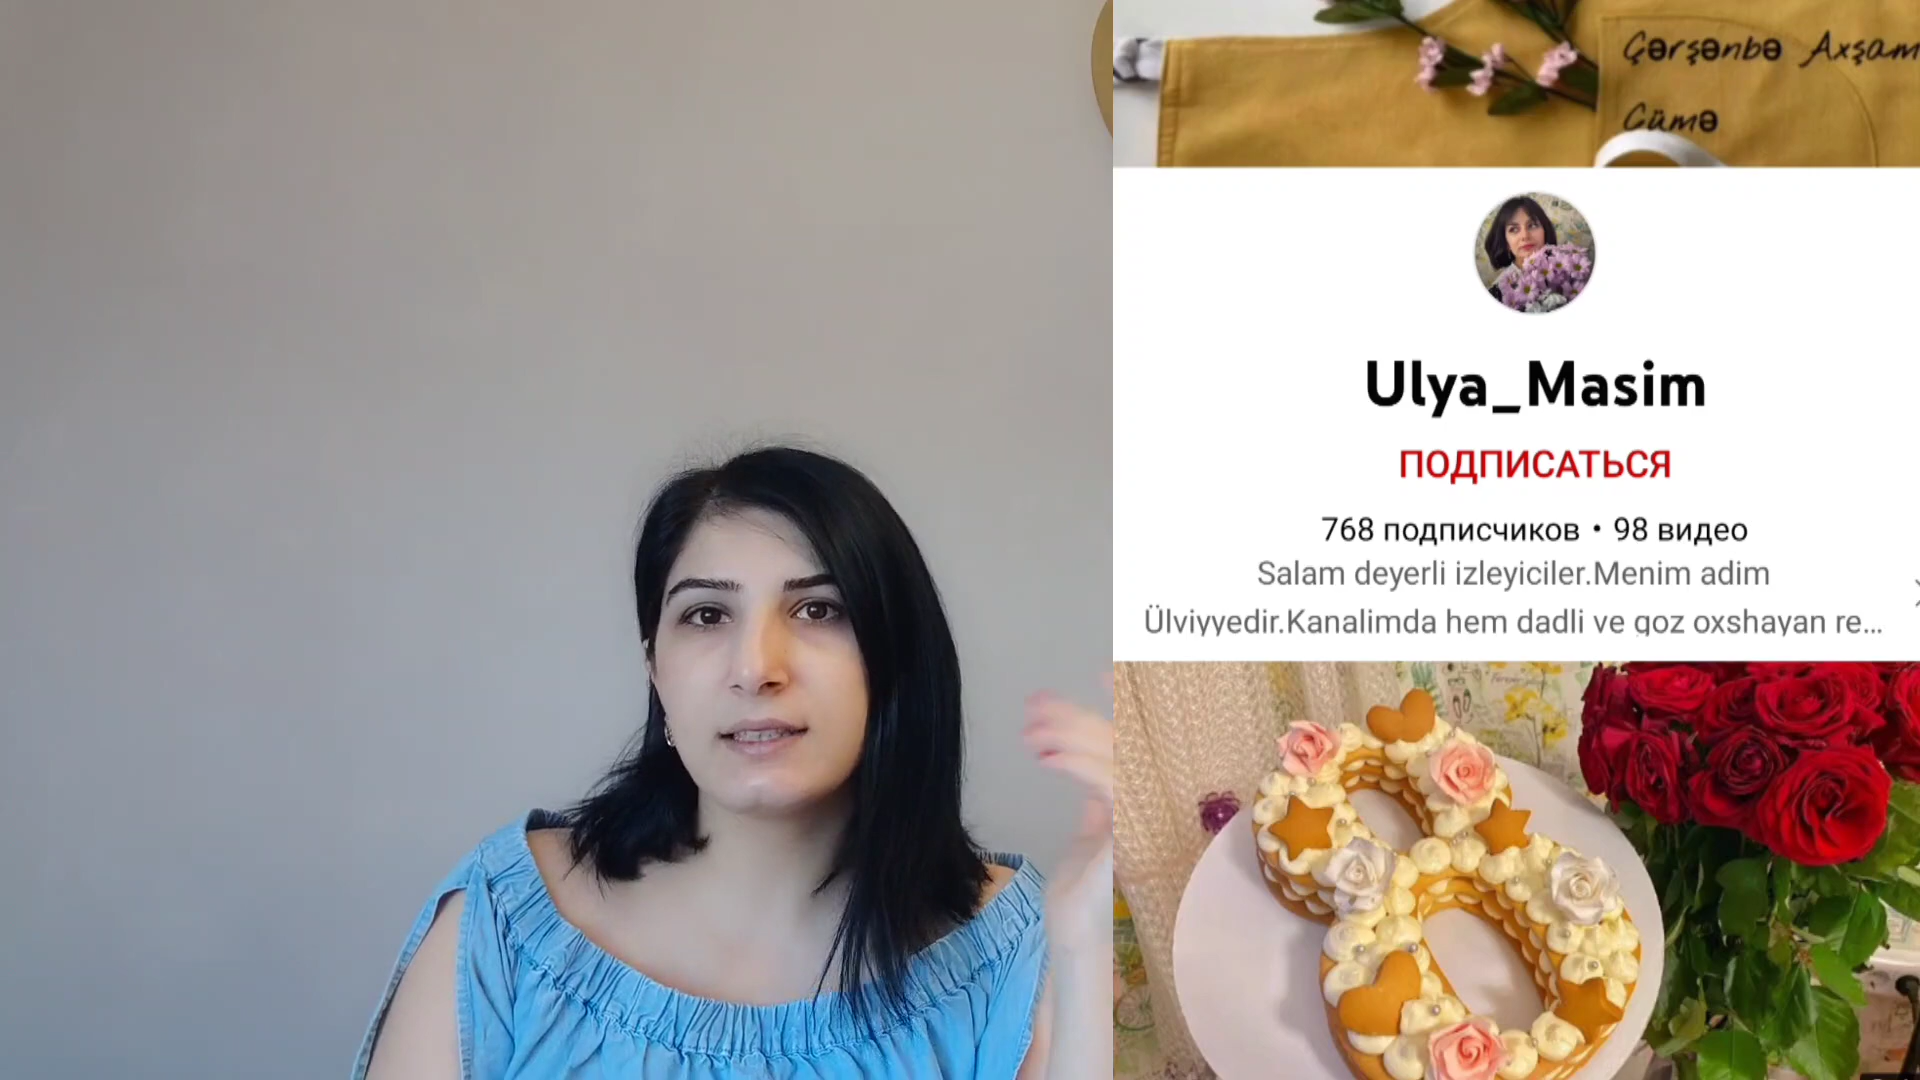 Çərşənbə Axşam
Cümə
Ulya_Masim
ПОДПИСАТЬСЯ
768 подписчиков • 98 видео
Salam deyerli izleyiciler.Menim adim
Ülviyyedir.Kanalimda hem dadli ve goz oxshayan re...